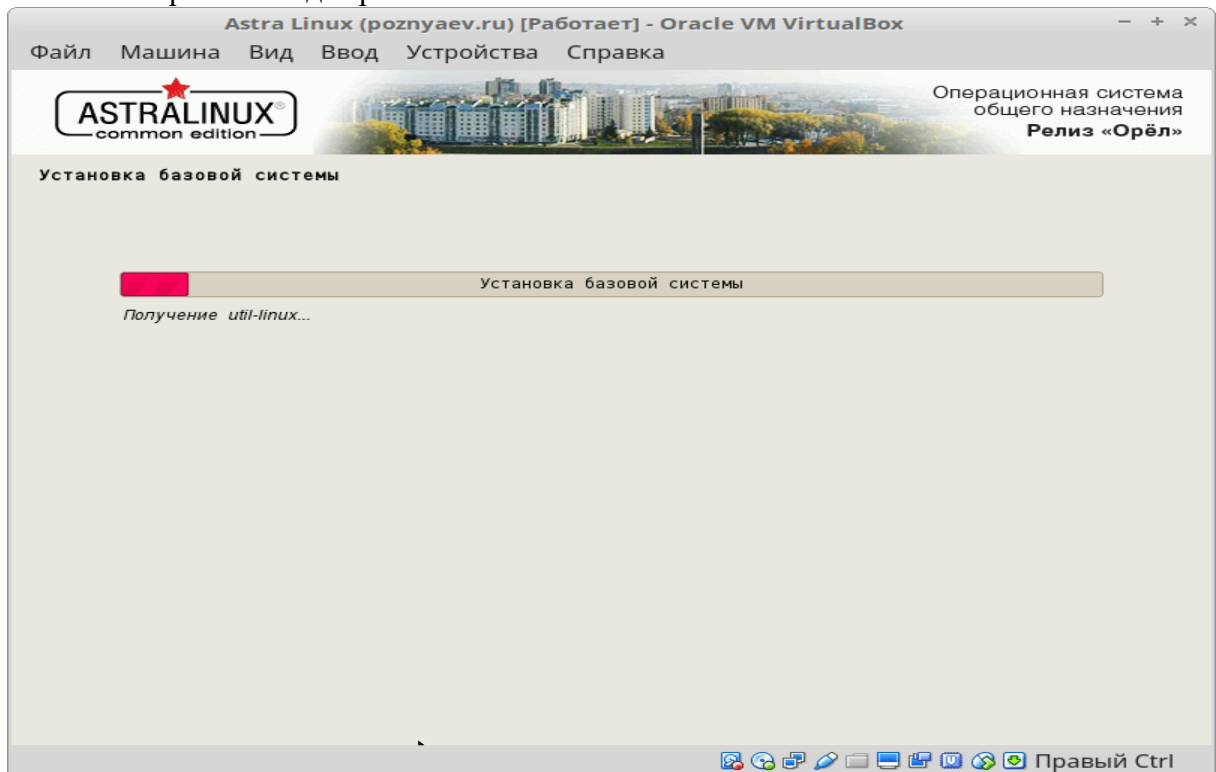 Astra Linux (poznyaev.ru) [Работает] - Oracle VM VirtualBox
Файл Машина Вид Ввод Устройства Справка
ASTRALINUX®
common edition
Операционная система
общего назначения
Релиз «Орёл»
Установка базовой системы
Установка базовой системы
Получение util-linux...
Правый Ctrl